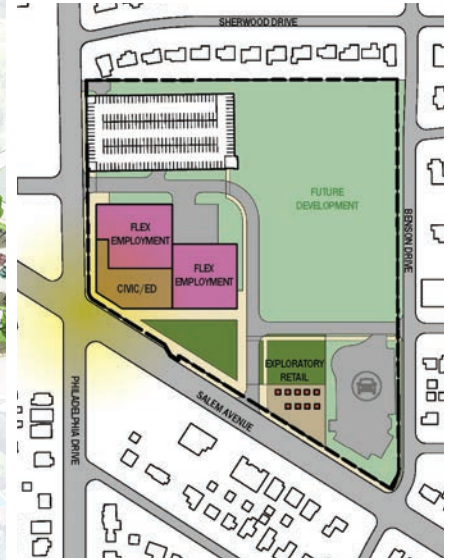 SHERWOOD DRIVE
FUTURE
DEVELOPMENT
BENSON DRIVE
FLEX
EMPLOYMENT
FLEX
EMPLOYMENT
CIVIC/ED
EXPLORATORY
RETAIL
PHILADELPHIA DRIVE
SALEM AVENUE